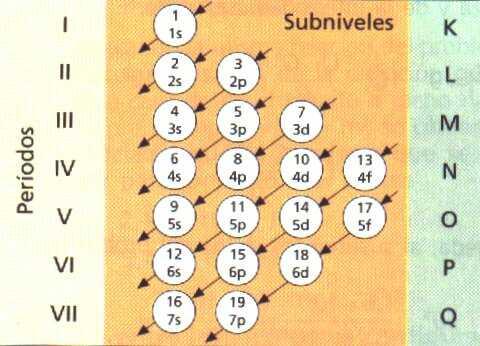 Períodos
Subniveles
I 1 1s K
II 2 2s 3 2p L
III 4 3s 5 3p 7 3d M
IV 6 4s 8 4p 10 4d 13 4f N
V 9 5s 11 5p 14 5d 17 5f O
VI 12 6s 15 6p 18 6d P
VII 16 7s 19 7p Q